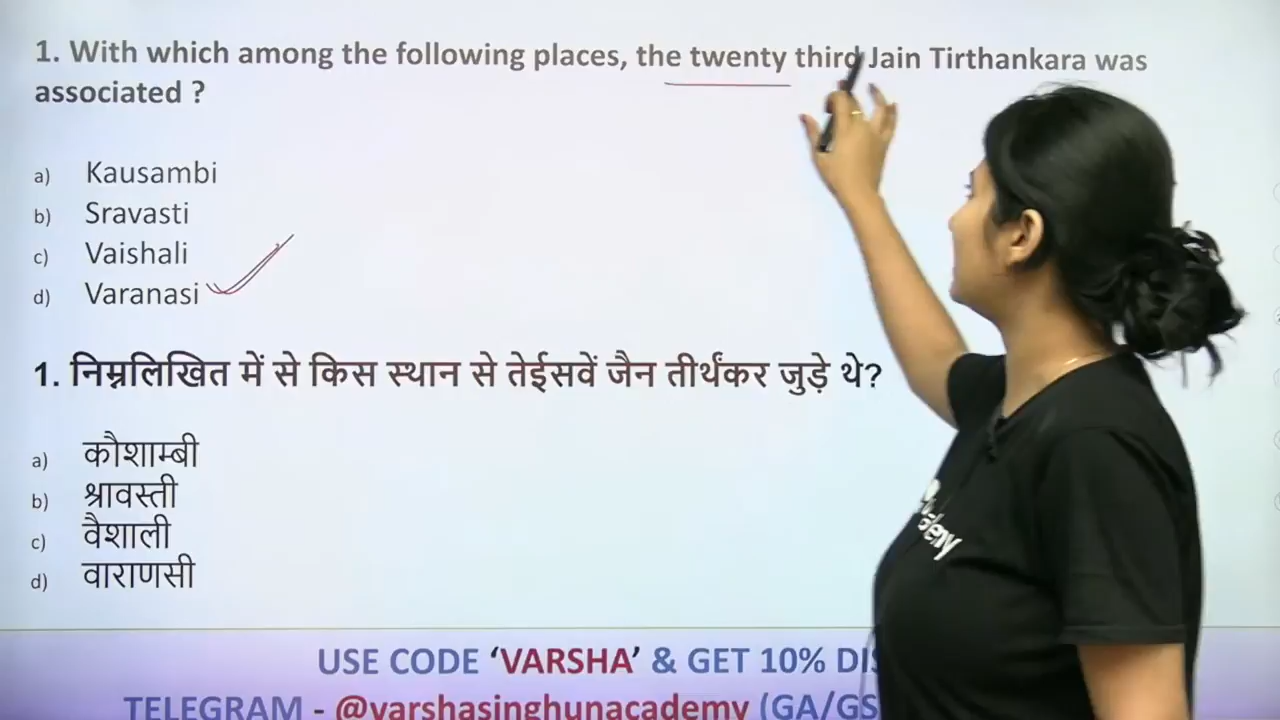 1. With which among the following places, the twenty third Jain Tirthankara was
associated ?
a) Kausambi
b) Sravasti
c) Vaishali
d) Varanasi
1. निम्नलिखित में से किस स्थान से तेईसवें जैन तीर्थंकर जुड़े थे?
a) कौशाम्बी
b) श्रावस्ती
c) वैशाली
d) वाराणसी
USE CODE ‘VARSHA’ & GET 10%
TELEGRAM - @varshasinghunacademy (GA/GS